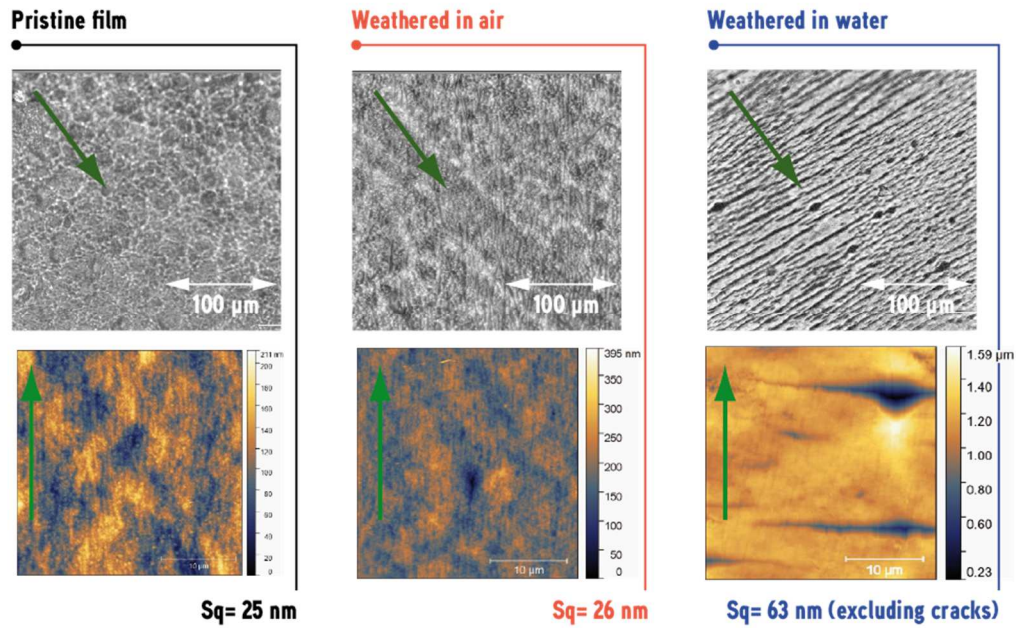 Pristine film
Weathered in air
Weathered in water
100 µm
100 µm
100 µm
211 nm
200
180
160
140
120
100
80
60
40
20
0
10 µm
395 nm
350
300
250
200
150
100
50
0
10 µm
1.59 µm
1.40
1.20
1.00
0.80
0.60
0.23
10 µm
Sq= 25 nm
Sq= 26 nm
Sq= 63 nm (excluding cracks)